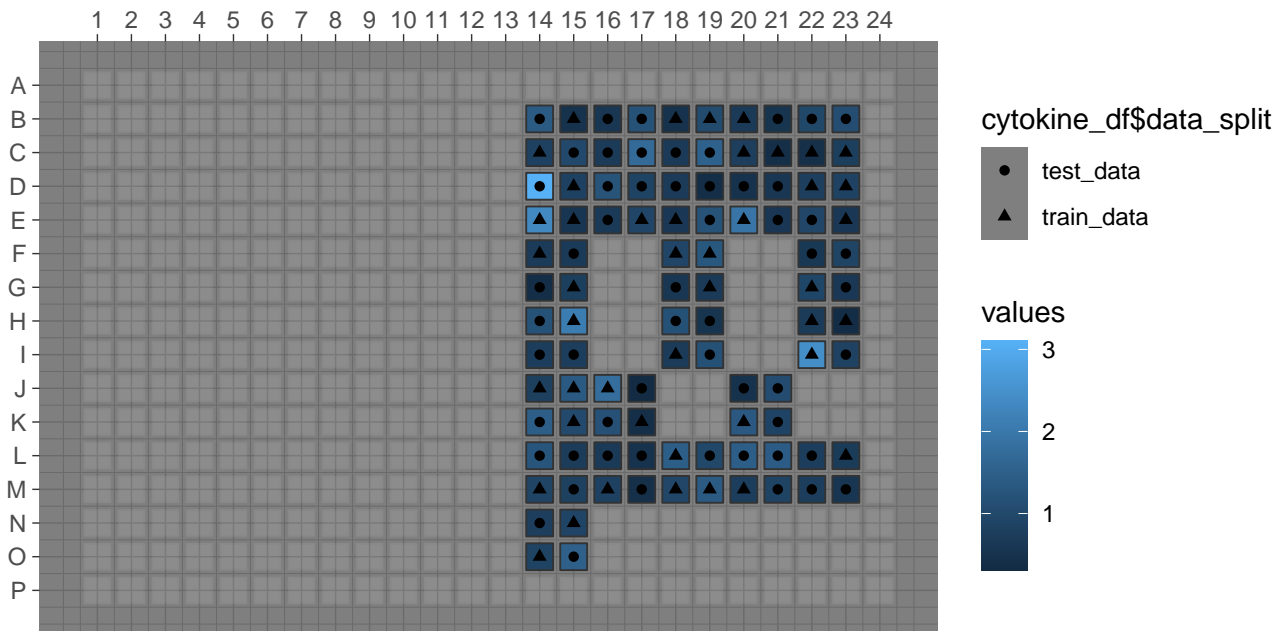 1 2 3 4 5 6 7 8 9 10 11 12 13 14 15 16 17 18 19 20 21 22 23 24
A
B
C
D
E
F
G
H
I
J
K
L
M
N
O
P
cytokine_df$data_split
test_data
train_data
values
3
2
1